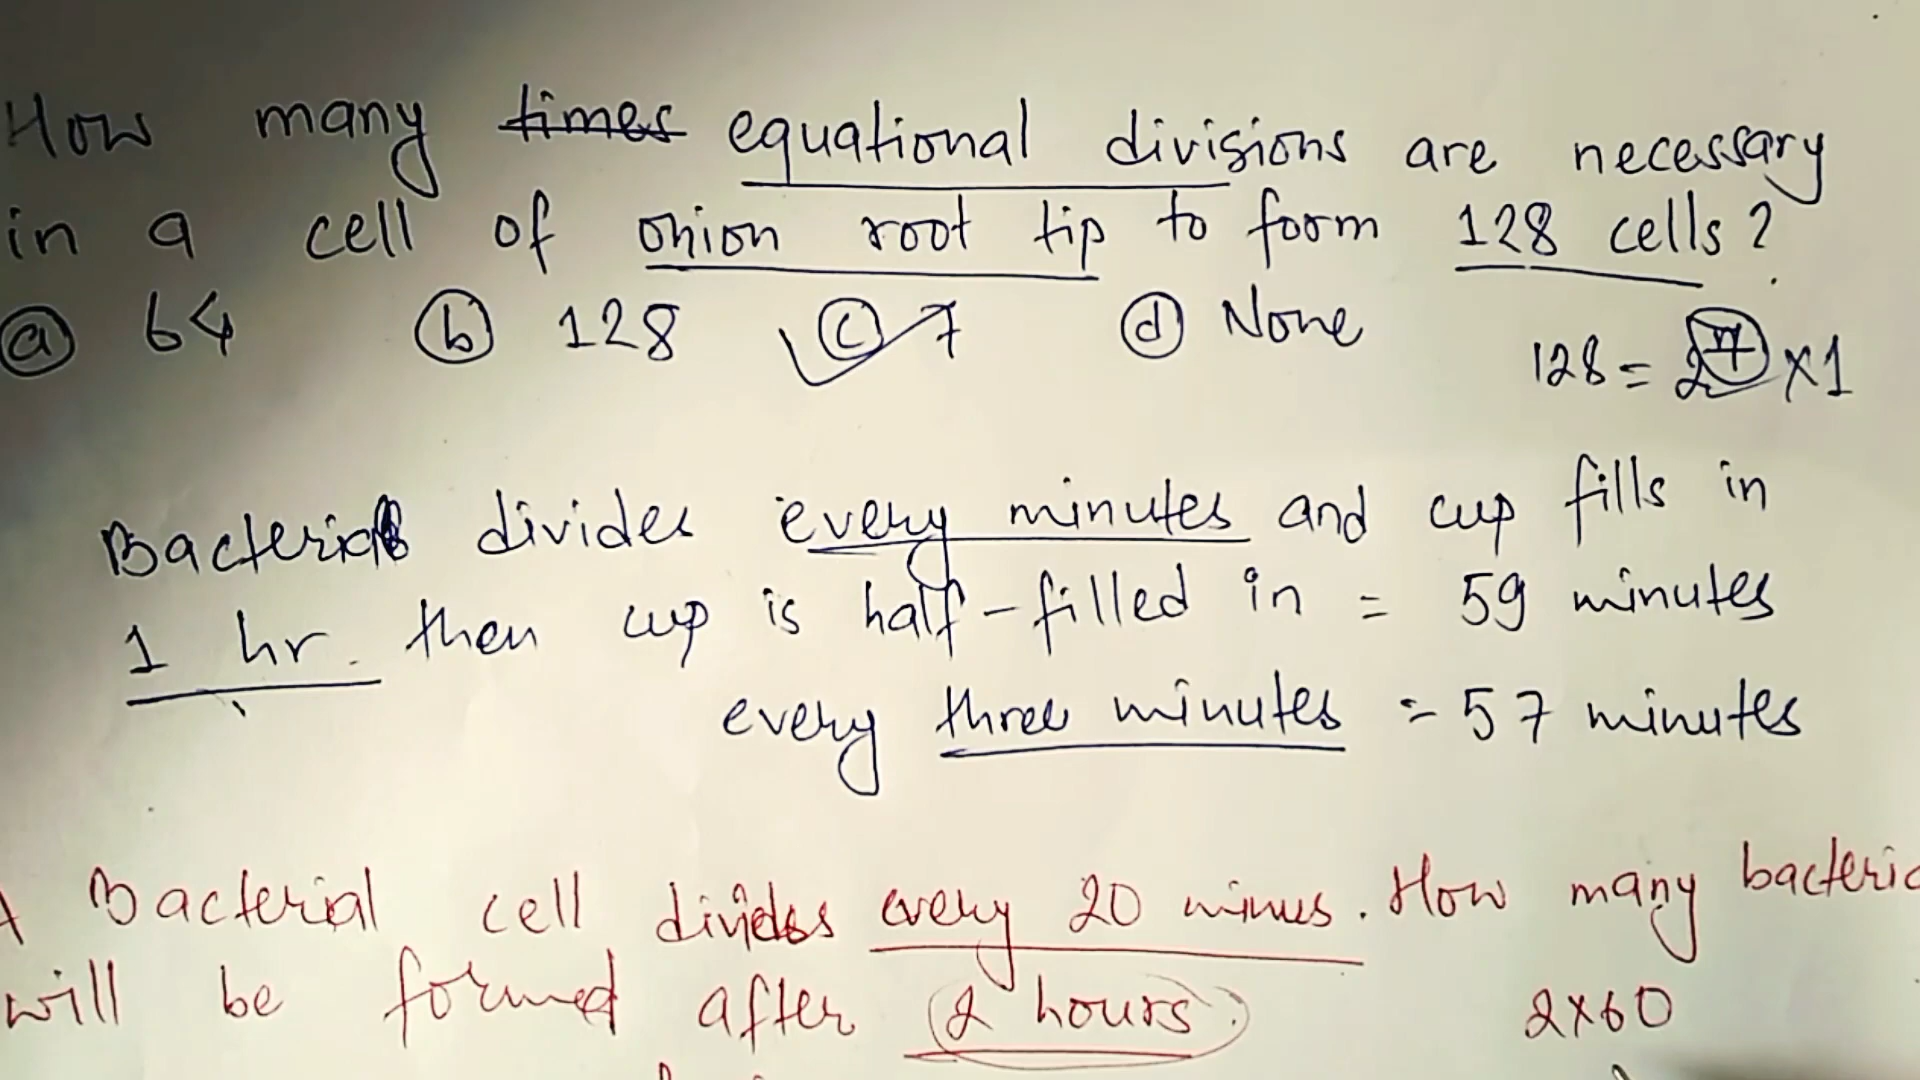 How many times equational divisions are necessary
in a cell of onion root tip to form 128 cells?
(a) 64 (b) 128 (c) 7 (d) None
128 = 2^7 x 1
Bacteria divides every minutes and cup fills in
1 hr. then cup is half-filled in = 59 minutes
every three minutes = 57 minutes
A Bacterial cell divides every 20 minus. How many bacteria
will be formed after 2 hours.
2x60